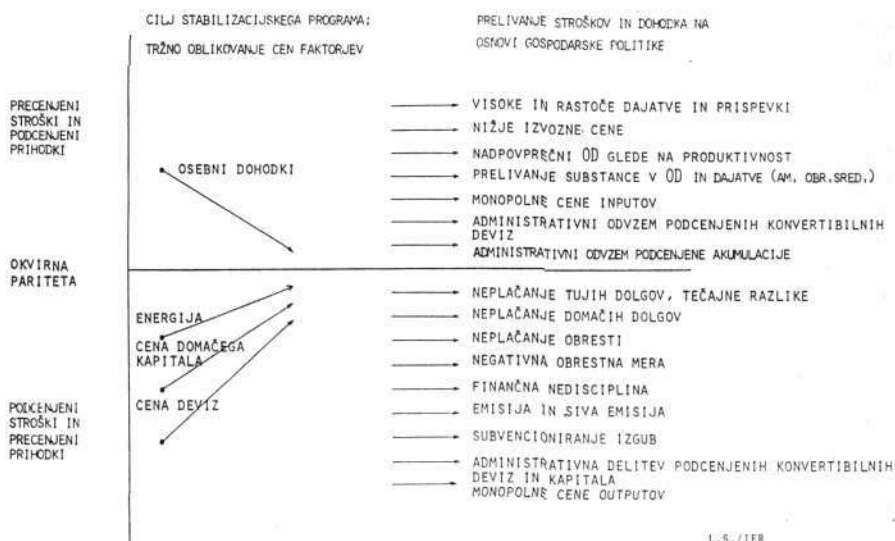 CILJ STABILIZACIJSKEGA PROGRAMA:
TRŽNO OBLIKOVANJE CEN FAKTORJEV
PRELIVANJE STROŠKOV IN DOHODKA NA
OSNOVI GOSPODARSKE POLITIKE
PRECENJENI
STROŠKI IN
PODCENJENI
PRIHODKI
OSEBNI DOHODKI
VISOKE IN RASTOČE DAJATVE IN PRISPEVKI
NIŽJE IZVOZNE CENE
NADPOVPREČNI OD GLEDE NA PRODUKTIVNOST
PRELIVANJE SUBSTANCE V OD IN DAJATVE (AM. OBR.SRED.)
MONOPOLNE CENE INPUTOV
ADMINISTRATIVNI ODVZEM PODCENJENIH KONVERTIBILNIH
DEVIZ
ADMINISTRATIVNI ODVZEM PODCENJENE AKUMULACIJE
OKVIRNA
PARITETA
ENERGIJA
CENA DOMAČEGA
KAPITALA
CENA DEVIZ
NEPLAČANJE TUJIH DOLGOV, TEČAJNE RAZLIKE
NEPLAČANJE DOMAČIH DOLGOV
NEPLAČANJE OBRESTI
NEGATIVNA OBRESTNA MERA
FINANČNA NEDISCIPLINA
EMISIJA IN SIVA EMISIJA
SUBVENCIONIRANJE IZGUB
ADMINISTRATIVNA DELITEV PODCENJENIH KONVERTIBILNIH
DEVIZ IN KAPITALA
MONOPOLNE CENE OUTPUTOV
PODCENJENI
STROŠKI IN
PRECENJENI
PRIHODKI
L.S./IER